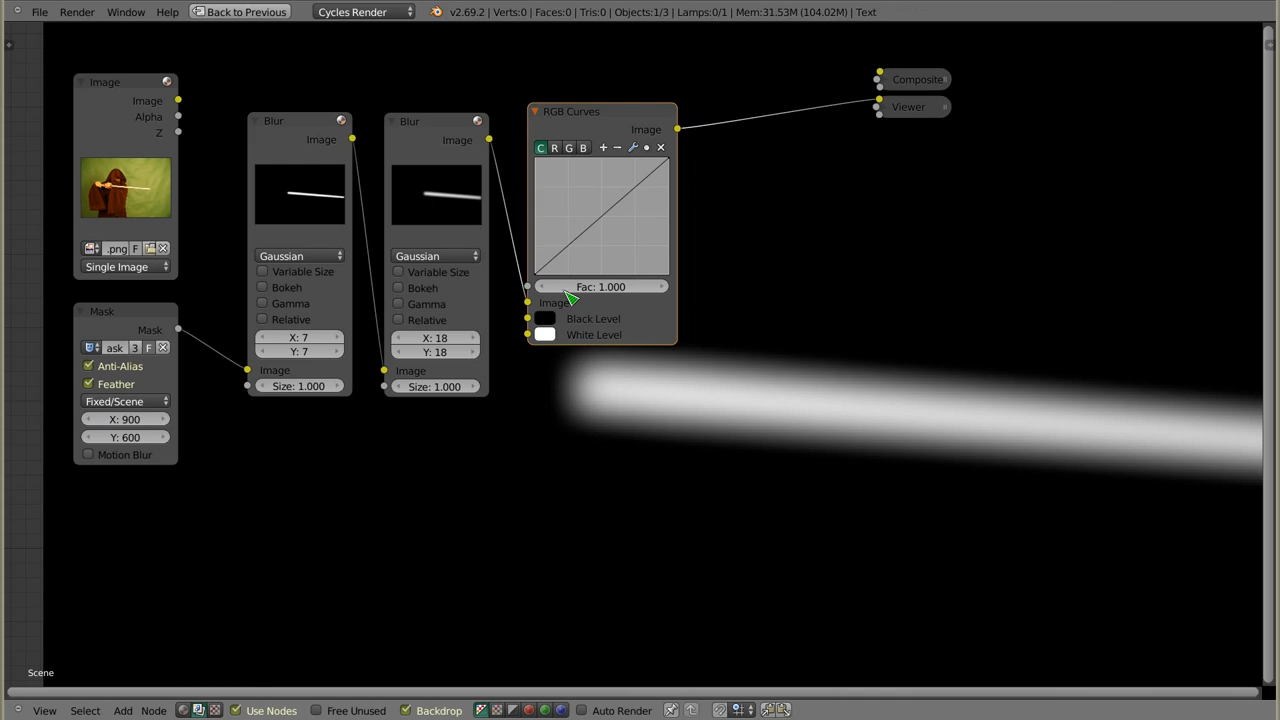 File Render Window Help Back to Previous Cycles Render v2.69.2 | Verts:0 | Faces:0 | Tris:0 | Objects:1/3 | Lamps:0/1 | Mem:31.53M (104.02M) | Text
Image
Image
Alpha
Z
.png F
Single Image
Mask
Mask
ask 3 F
Anti-Alias
Feather
Fixed/Scene
X: 900
Y: 600
Motion Blur
Blur
Image
Gaussian
Variable Size
Bokeh
Gamma
Relative
X: 7
Y: 7
Image
Size: 1.000
Blur
Image
Gaussian
Variable Size
Bokeh
Gamma
Relative
X: 18
Y: 18
Image
Size: 1.000
RGB Curves
Image
C R G B
Fac: 1.000
Image
Black Level
White Level
Composite
Viewer
Scene
View Select Add Node Use Nodes Free Unused Backdrop Auto Render